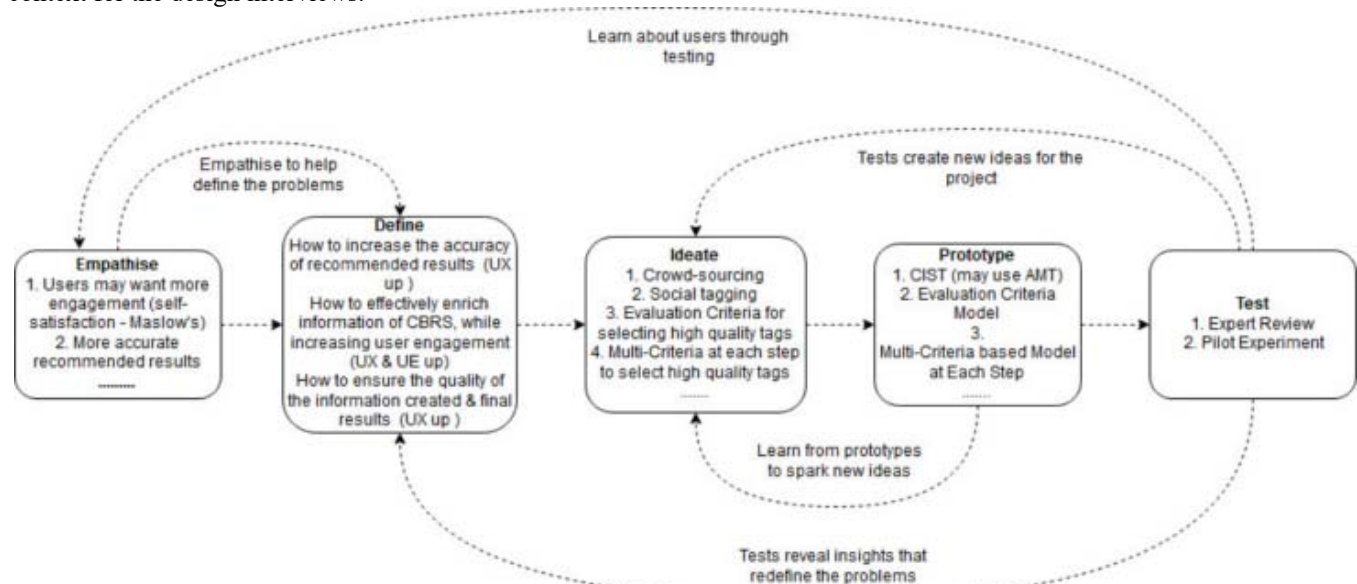 context for the design interviews.
Learn about users through
testing
Empathise to help
define the problems
Tests create new ideas for the
project
Empathise
1. Users may want more
engagement (self-
satisfaction - Maslow's)
2. More accurate
recommended results
.........
Define
How to increase the accuracy
of recommended results (UX
up )
How to effectively enrich
information of CBRS, while
increasing user engagement
(UX & UE up)
How to ensure the quality of
the information created & final
results (UX up )
Ideate
1. Crowd-sourcing
2. Social tagging
3. Evaluation Criteria for
selecting high quality tags
4. Multi-Criteria at each step
to select high quality tags
.......
Prototype
1. CIST (may use AMT)
2. Evaluation Criteria
Model
3.
Multi-Criteria based Model
at Each Step
.......
Test
1. Expert Review
2. Pilot Experiment
Learn from prototypes
to spark new ideas
Tests reveal insights that
redefine the problems